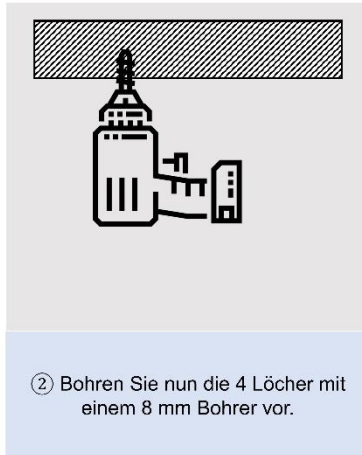 ② Bohren Sie nun die 4 Löcher mit
einem 8 mm Bohrer vor.